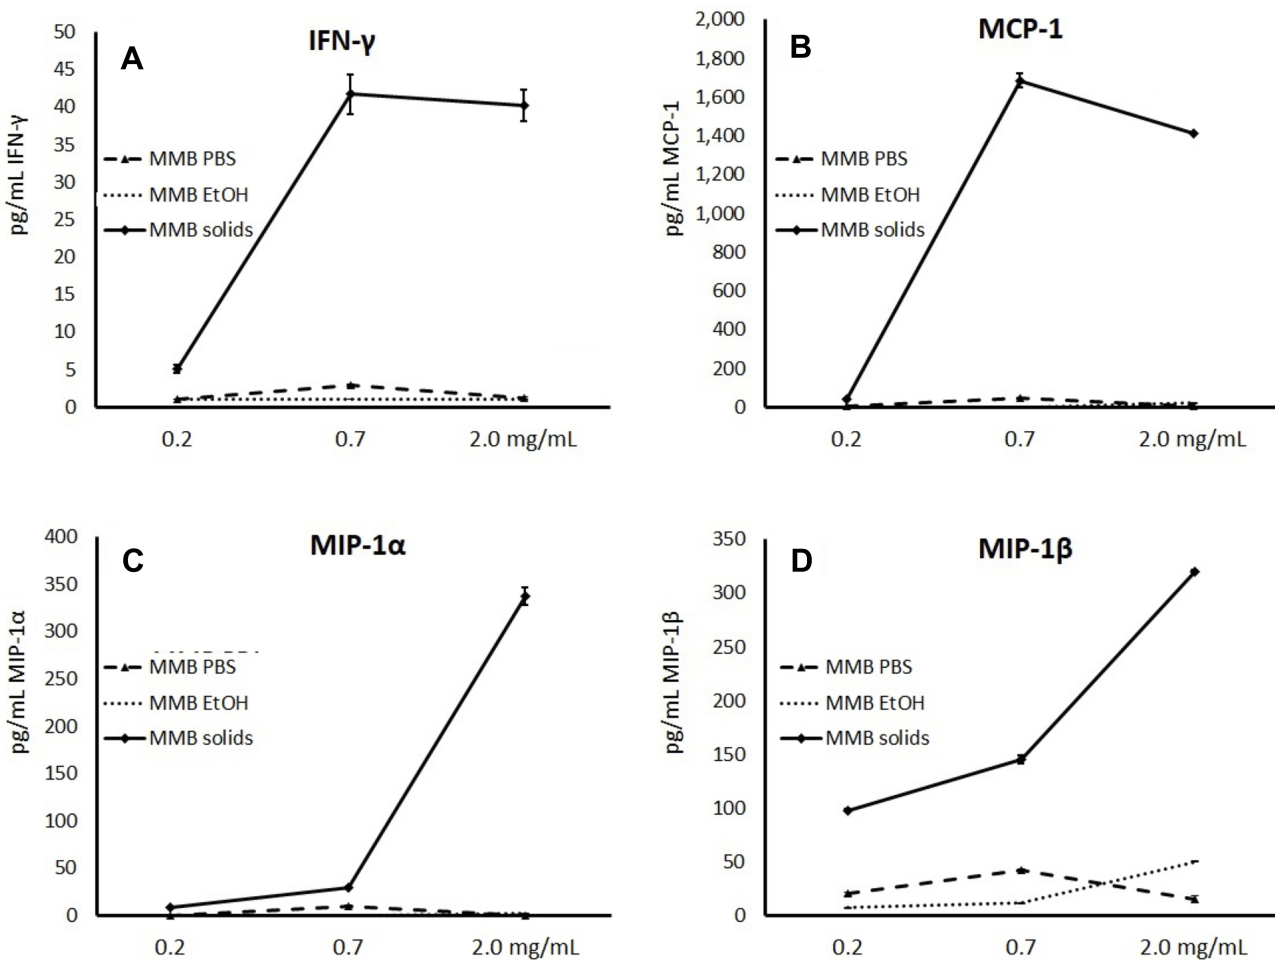 A
IFN-γ
pg/mL IFN-γ
50
45
40
35
30
25
20
15
10
5
0
MMB PBS
MMB EtOH
MMB solids
0.2
0.7
2.0 mg/mL
B
MCP-1
pg/mL MCP-1
2,000
1,800
1,600
1,400
1,200
1,000
800
600
400
200
0
MMB PBS
MMB EtOH
MMB solids
0.2
0.7
2.0 mg/mL
C
MIP-1α
pg/mL MIP-1α
400
350
300
250
200
150
100
50
0
MMB PBS
MMB EtOH
MMB solids
0.2
0.7
2.0 mg/mL
D
MIP-1β
pg/mL MIP-1β
350
300
250
200
150
100
50
0
MMB PBS
MMB EtOH
MMB solids
0.2
0.7
2.0 mg/mL